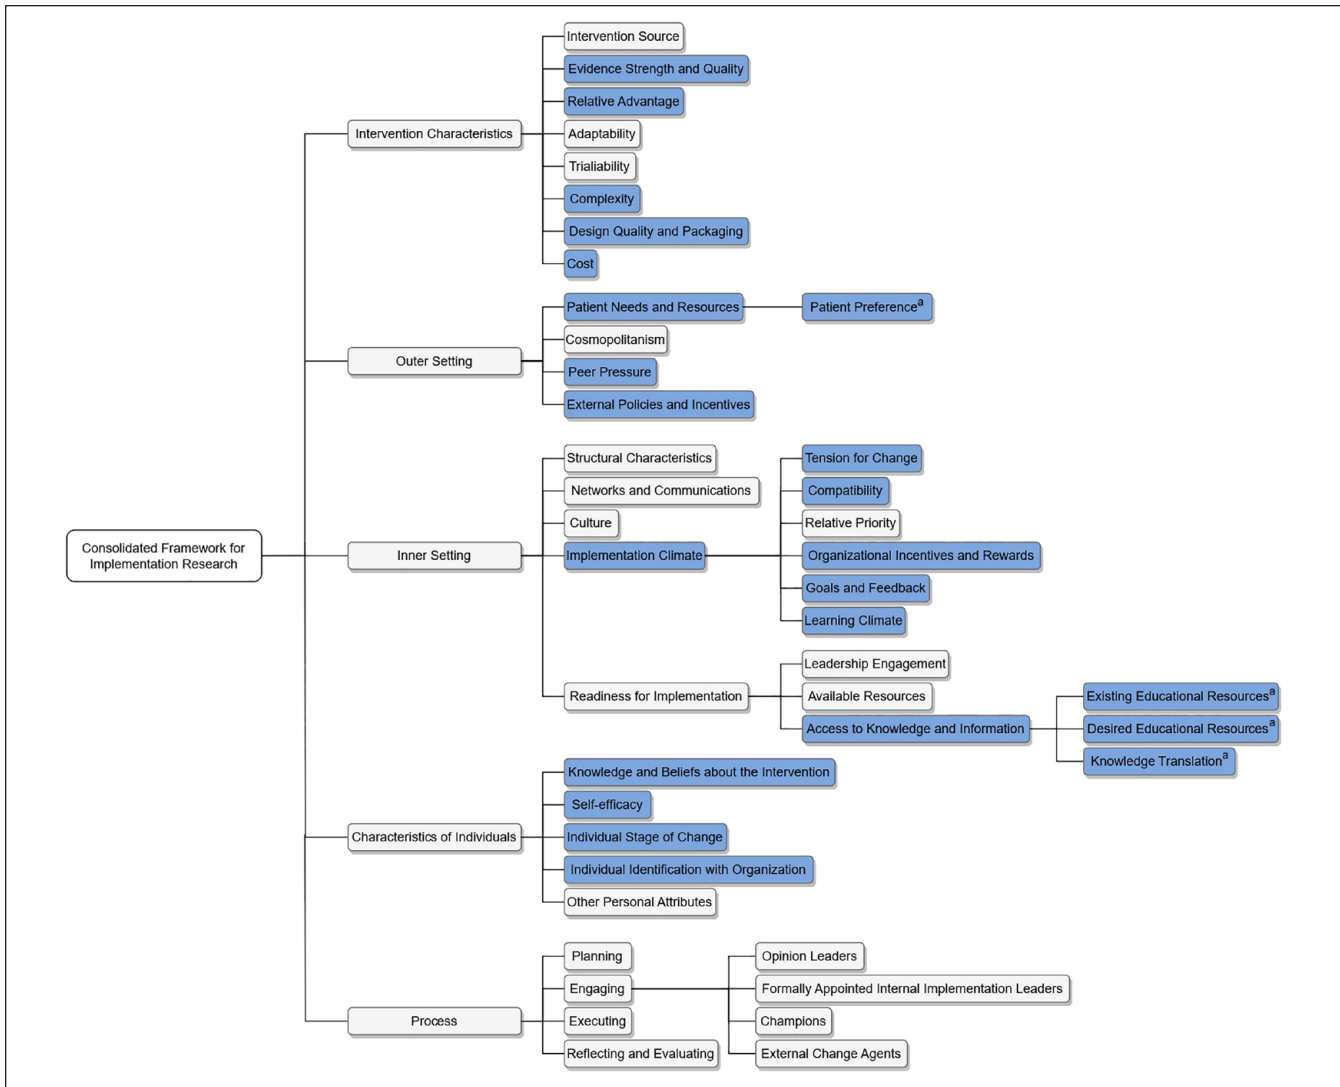 Consolidated Framework for
Implementation Research
Intervention Characteristics
Intervention Source
Evidence Strength and Quality
Relative Advantage
Adaptability
Trialiability
Complexity
Design Quality and Packaging
Cost
Outer Setting
Patient Needs and Resources
Patient Preferenceᵃ
Cosmopolitanism
Peer Pressure
External Policies and Incentives
Inner Setting
Structural Characteristics
Networks and Communications
Culture
Implementation Climate
Tension for Change
Compatibility
Relative Priority
Organizational Incentives and Rewards
Goals and Feedback
Learning Climate
Readiness for Implementation
Leadership Engagement
Available Resources
Access to Knowledge and Information
Existing Educational Resourcesᵃ
Desired Educational Resourcesᵃ
Knowledge Translationᵃ
Characteristics of Individuals
Knowledge and Beliefs about the Intervention
Self-efficacy
Individual Stage of Change
Individual Identification with Organization
Other Personal Attributes
Process
Planning
Engaging
Executing
Reflecting and Evaluating
Opinion Leaders
Formally Appointed Internal Implementation Leaders
Champions
External Change Agents